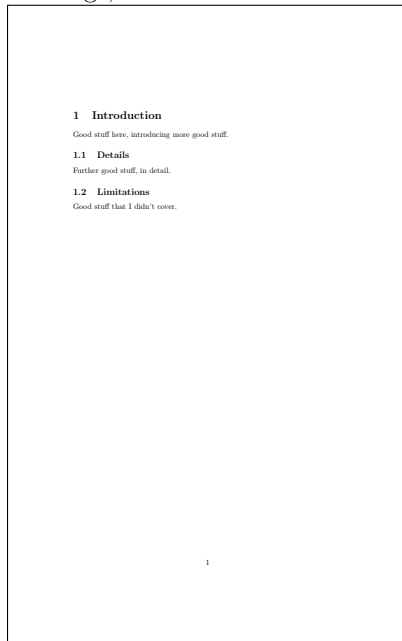 1 Introduction
Good stuff here, introducing more good stuff.
1.1 Details
Further good stuff, in detail.
1.2 Limitations
Good stuff that I didn't cover.
1